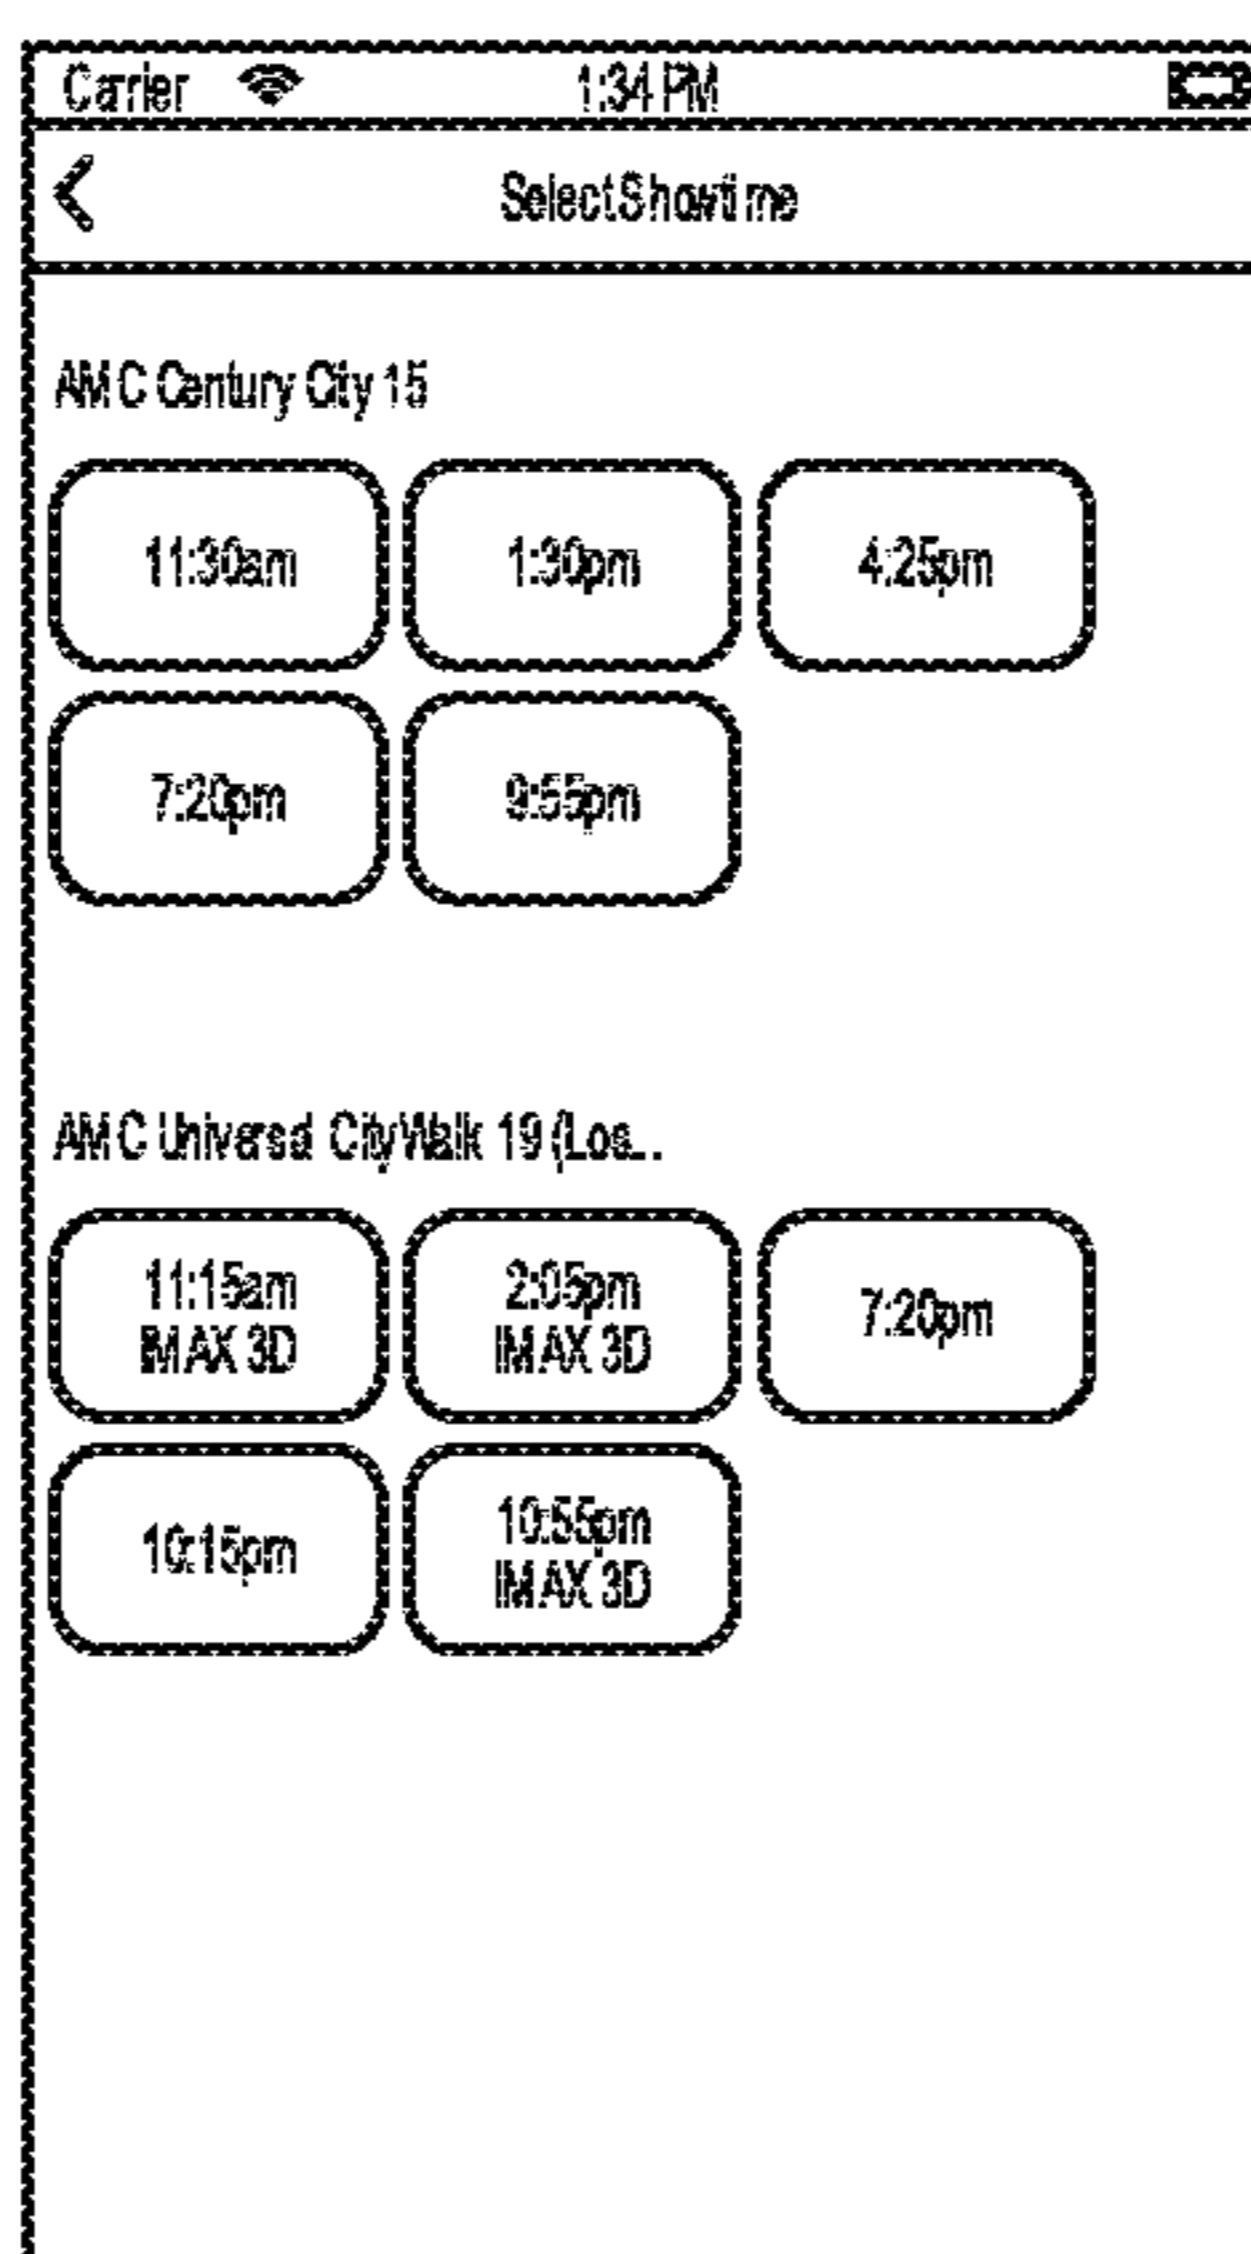 Carrier 1:34 PM
Select Showtime
AMC Century City 15
11:30am 1:30pm 4:25pm
7:20pm 9:55pm
AMC Universal CityWalk 19 (Los...
11:15am 2:05pm 7:20pm
IMAX 3D IMAX 3D
10:15pm 10:55pm
IMAX 3D